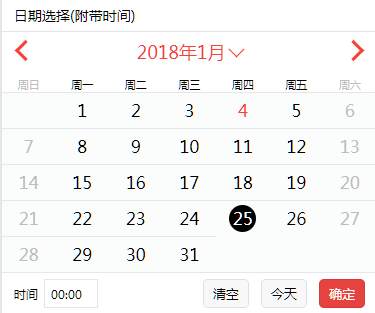 日期选择(附带时间)
2018年1月
周日 周一 周二 周三 周四 周五 周六
1 2 3 4 5 6
7 8 9 10 11 12 13
14 15 16 17 18 19 20
21 22 23 24 25 26 27
28 29 30 31
时间 00:00 清空 今天 确定